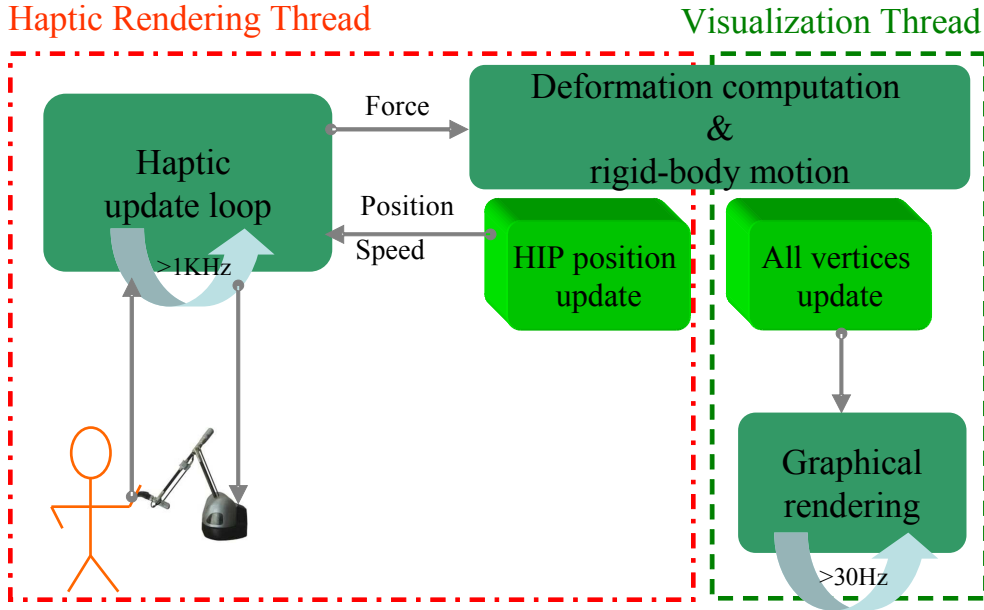 Haptic Rendering Thread
Visualization Thread
Force
Deformation computation
&
rigid-body motion
Haptic
update loop
Position
Speed
>1KHz
HIP position
update
All vertices
update
Graphical
rendering
>30Hz